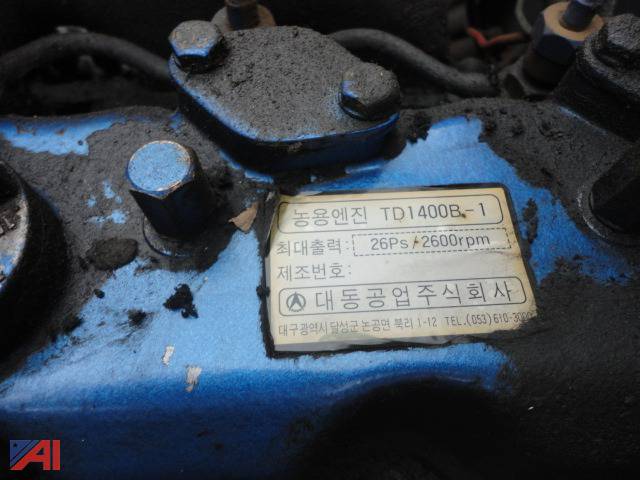 농용엔진 TD1400B-1
최대출력: 26Ps/2600rpm
제조번호:
대동공업주식회사
대구광역시 달성군 논공면 북리 1-12 TEL.(053)
AI